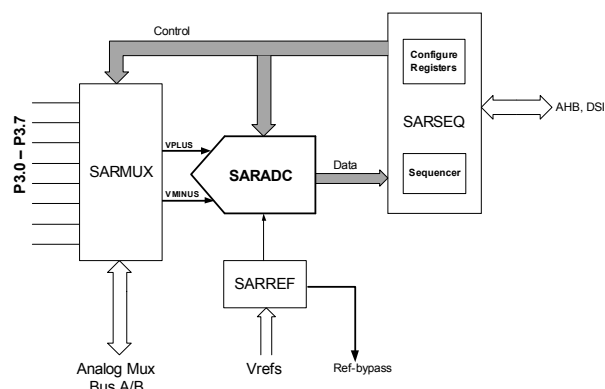 Control
Configure
Registers
AHB, DSI
SARSEQ
P3.0 – P3.7
VPLUS
SARMUX
SARADC
Data
Sequencer
VMINUS
SARREF
Analog Mux
Bus A/B
Vrefs
Ref-bypass